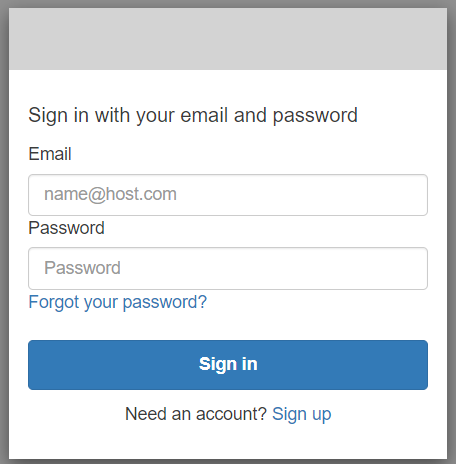 Sign in with your email and password
Email
name@host.com
Password
Password
Forgot your password?
Sign in
Need an account? Sign up